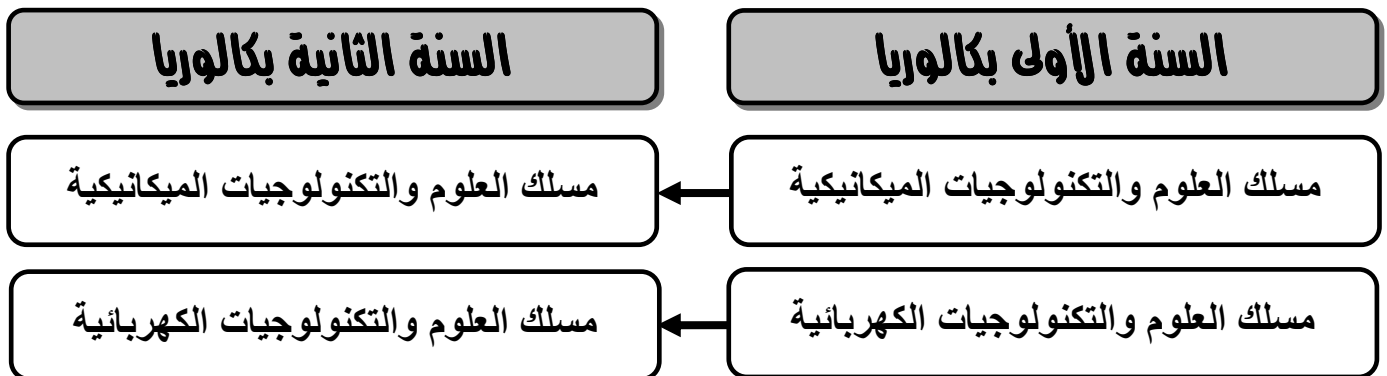 السنة الأولى بكالوريا
السنة الثانية بكالوريا
مسلك العلوم والتكنولوجيات الميكانيكية
مسلك العلوم والتكنولوجيات الميكانيكية
مسلك العلوم والتكنولوجيات الكهربائية
مسلك العلوم والتكنولوجيات الكهربائية